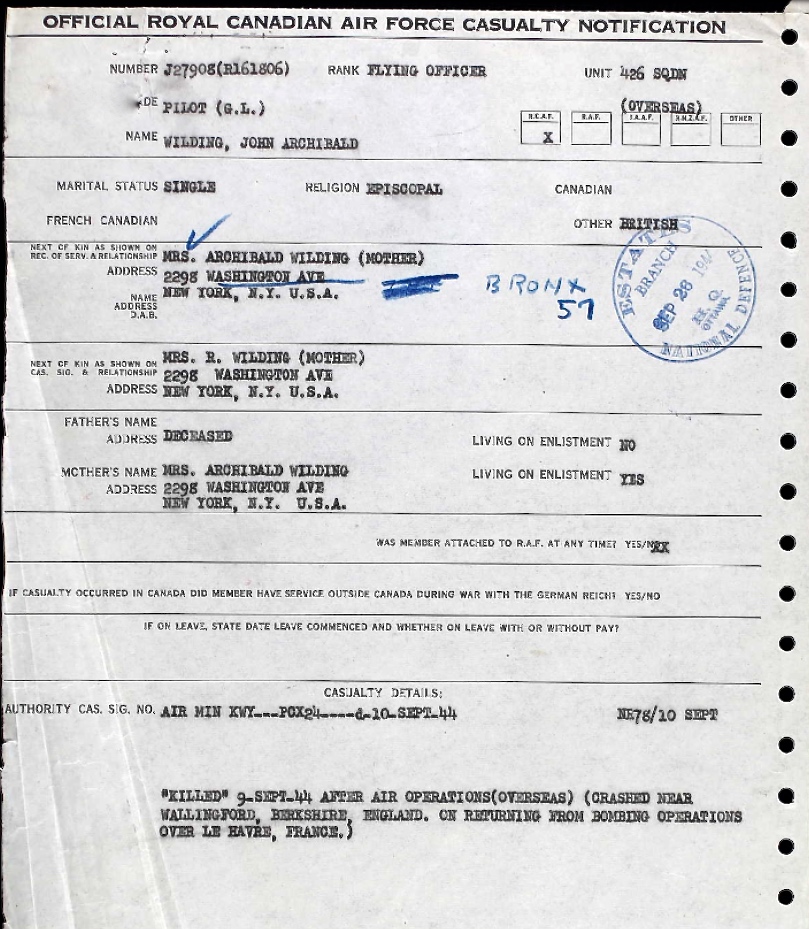 OFFICIAL ROYAL CANADIAN AIR FORCE CASUALTY NOTIFICATION
NUMBER J27908(R161806) RANK FLYING OFFICER UNIT 426 SQDN
DE PILOT (G.L.) (OVERSEAS)
R.C.A.F. R.A.F. R.A.A.F. R.N.Z.A.F. OTHER
X
NAME WILDING, JOHN ARCHIBALD
MARITAL STATUS SINGLE RELIGION EPISCOPAL CANADIAN
FRENCH CANADIAN OTHER BRITISH
NEXT OF KIN AS SHOWN ON
REC. OF SERV. & RELATIONSHIP MRS. ARCHIBALD WILDING (MOTHER)
ADDRESS 2298 WASHINGTON AVE
NEW YORK, N.Y. U.S.A.
BRONX
57
NAME
ADDRESS
D.A.B.
ESTATES
BRANCH
SEP 28 194
OTTAWA
NATIONAL DEFENCE
NEXT OF KIN AS SHOWN ON
CAS. SIG. & RELATIONSHIP MRS. R. WILDING (MOTHER)
ADDRESS 2298 WASHINGTON AVE
NEW YORK, N.Y. U.S.A.
FATHER'S NAME
ADDRESS DECEASED LIVING ON ENLISTMENT NO
MOTHER'S NAME MRS. ARCHIBALD WILDING LIVING ON ENLISTMENT YES
ADDRESS 2298 WASHINGTON AVE
NEW YORK, N.Y. U.S.A.
WAS MEMBER ATTACHED TO R.A.F. AT ANY TIME? YES/NXX
IF CASUALTY OCCURRED IN CANADA DID MEMBER HAVE SERVICE OUTSIDE CANADA DURING WAR WITH THE GERMAN REICH? YES/NO
IF ON LEAVE, STATE DATE LEAVE COMMENCED AND WHETHER ON LEAVE WITH OR WITHOUT PAY?
CASUALTY DETAILS:
AUTHORITY CAS. SIG. NO. AIR MIN KWY---PCX24----d-10-SEPT-44 NE78/10 SEPT
"KILLED" 9-SEPT-44 AFTER AIR OPERATIONS(OVERSEAS) (CRASHED NEAR
WALLINGFORD, BERKSHIRE, ENGLAND. ON RETURNING FROM BOMBING OPERATIONS
OVER LE HAVRE, FRANCE.)